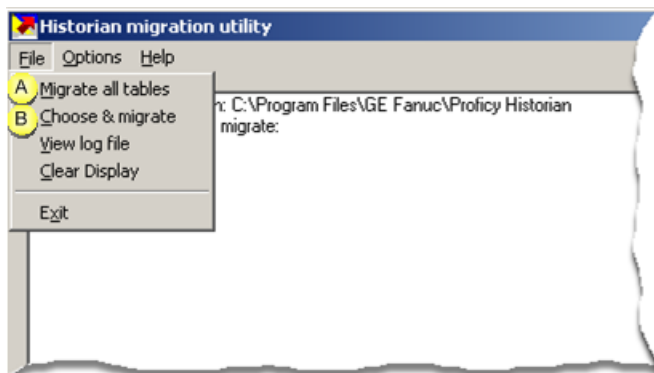 Historian migration utility
File Options Help
A Migrate all tables
B Choose & migrate
View log file
Clear Display
Exit
n: C:\Program Files\GE Fanuc\Proficy Historian
migrate: